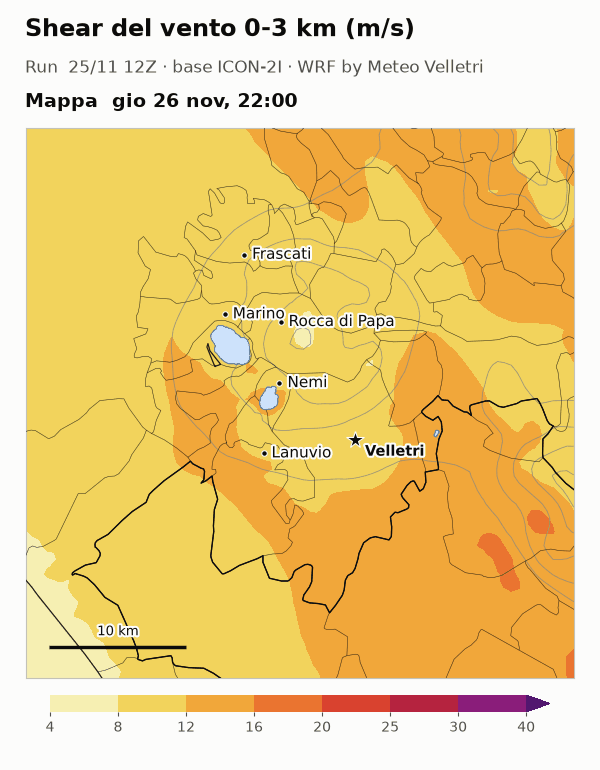 Shear del vento 0-3 km (m/s)
Run  25/11 12Z · base ICON-2I · WRF by Meteo Velletri
Mappa  gio 26 nov, 22:00
Frascati
Marino
Rocca di Papa
Nemi
Velletri
Lanuvio
10 km
4 8 12 16 20 25 30 40